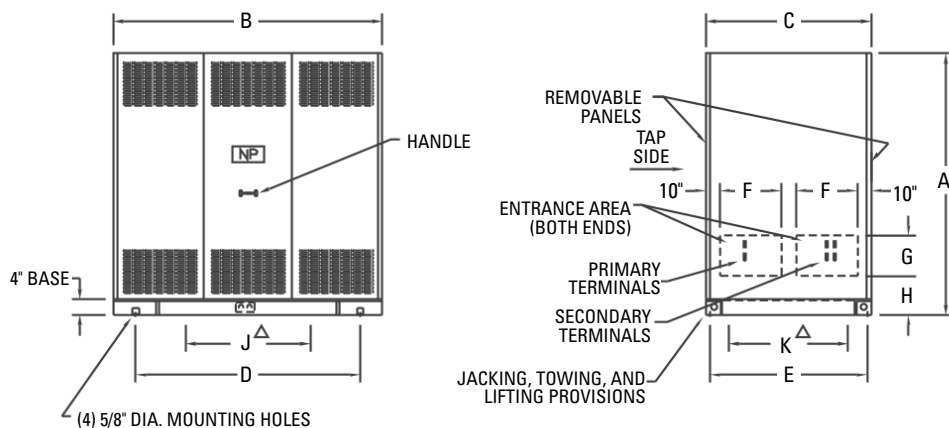 B
C
REMOVABLE
PANELS
HANDLE
NP
TAP
SIDE
A
10"
F
F
10"
ENTRANCE AREA
(BOTH ENDS)
G
4" BASE
PRIMARY
TERMINALS
H
SECONDARY
TERMINALS
J△
K△
D
E
JACKING, TOWING, AND
LIFTING PROVISIONS
(4) 5/8" DIA. MOUNTING HOLES